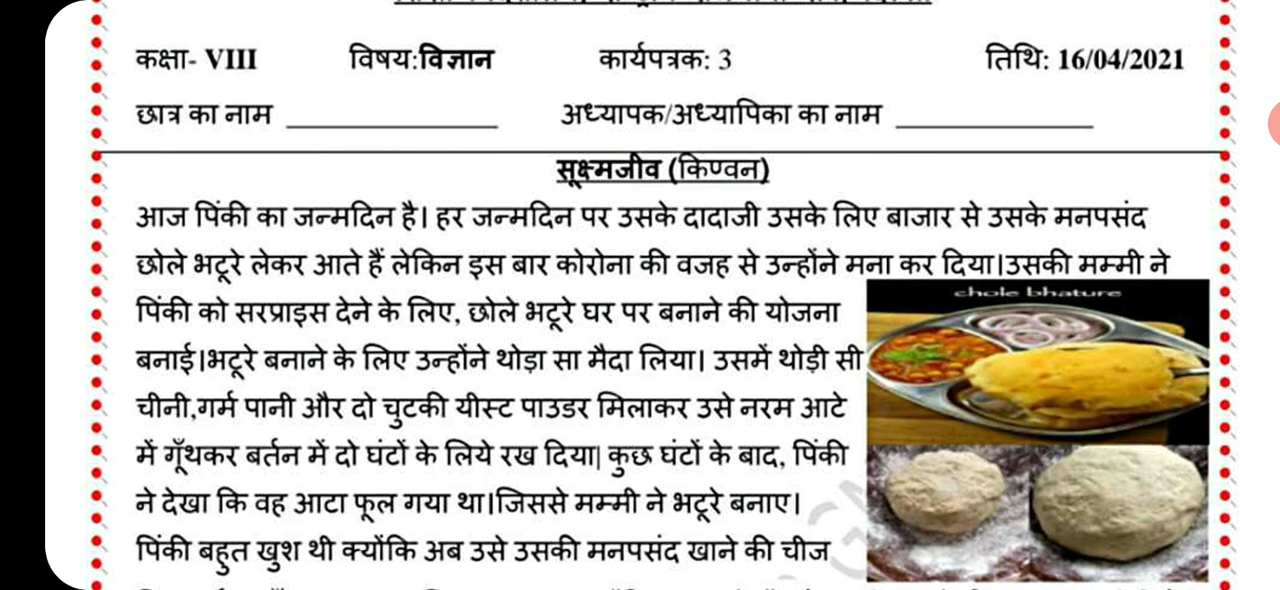 कक्षा- VIII विषय:विज्ञान कार्यपत्रक: 3 तिथि: 16/04/2021
छात्र का नाम ______________ अध्यापक/अध्यापिका का नाम ______________
सूक्ष्मजीव (किण्वन)
आज पिंकी का जन्मदिन है। हर जन्मदिन पर उसके दादाजी उसके लिए बाजार से उसके मनपसंद
छोले भटूरे लेकर आते हैं लेकिन इस बार कोरोना की वजह से उन्होंने मना कर दिया।उसकी मम्मी ने
पिंकी को सरप्राइस देने के लिए, छोले भटूरे घर पर बनाने की योजना
बनाई।भटूरे बनाने के लिए उन्होंने थोड़ा सा मैदा लिया। उसमें थोड़ी सी
चीनी,गर्म पानी और दो चुटकी यीस्ट पाउडर मिलाकर उसे नरम आटे
में गूँथकर बर्तन में दो घंटों के लिये रख दिया| कुछ घंटों के बाद, पिंकी
ने देखा कि वह आटा फूल गया था।जिससे मम्मी ने भटूरे बनाए।
पिंकी बहुत खुश थी क्योंकि अब उसे उसकी मनपसंद खाने की चीज
chole bhature